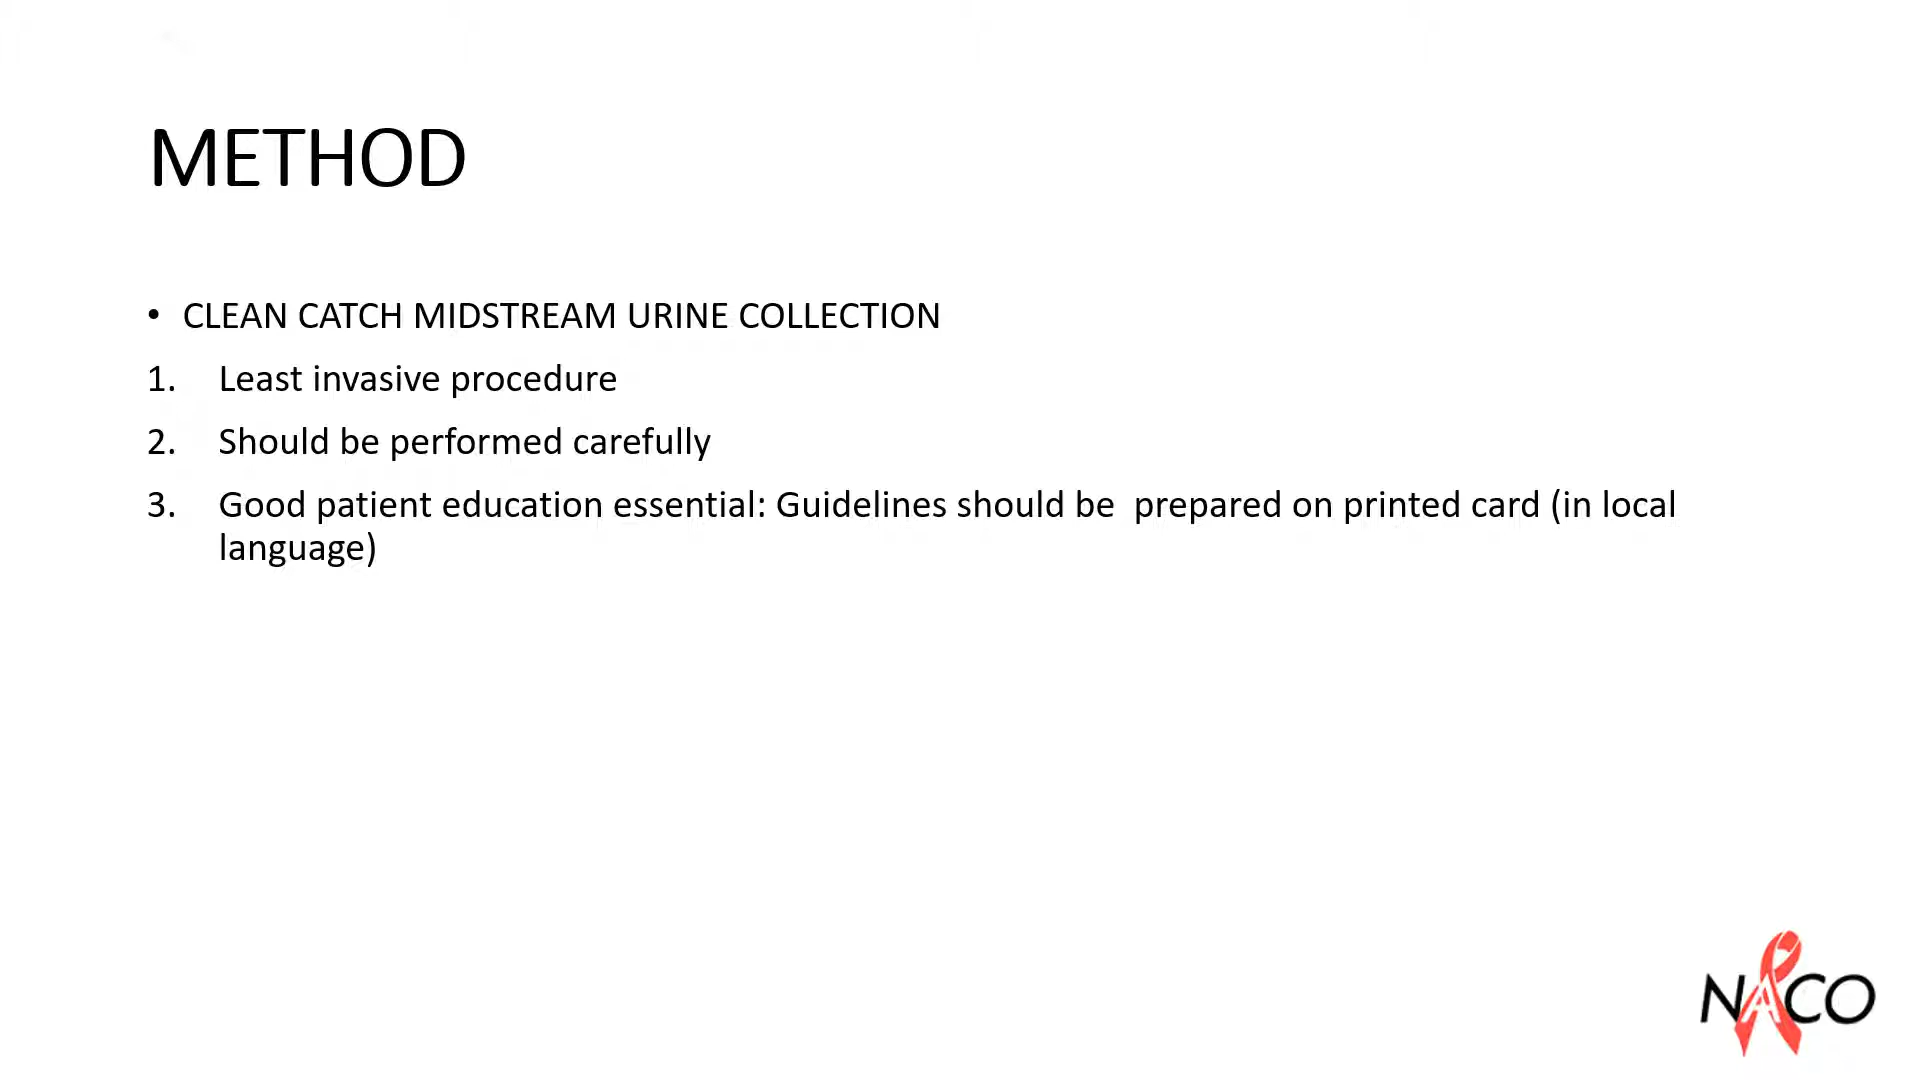 METHOD
• CLEAN CATCH MIDSTREAM URINE COLLECTION
1. Least invasive procedure
2. Should be performed carefully
3. Good patient education essential: Guidelines should be  prepared on printed card (in local
language)
NACO